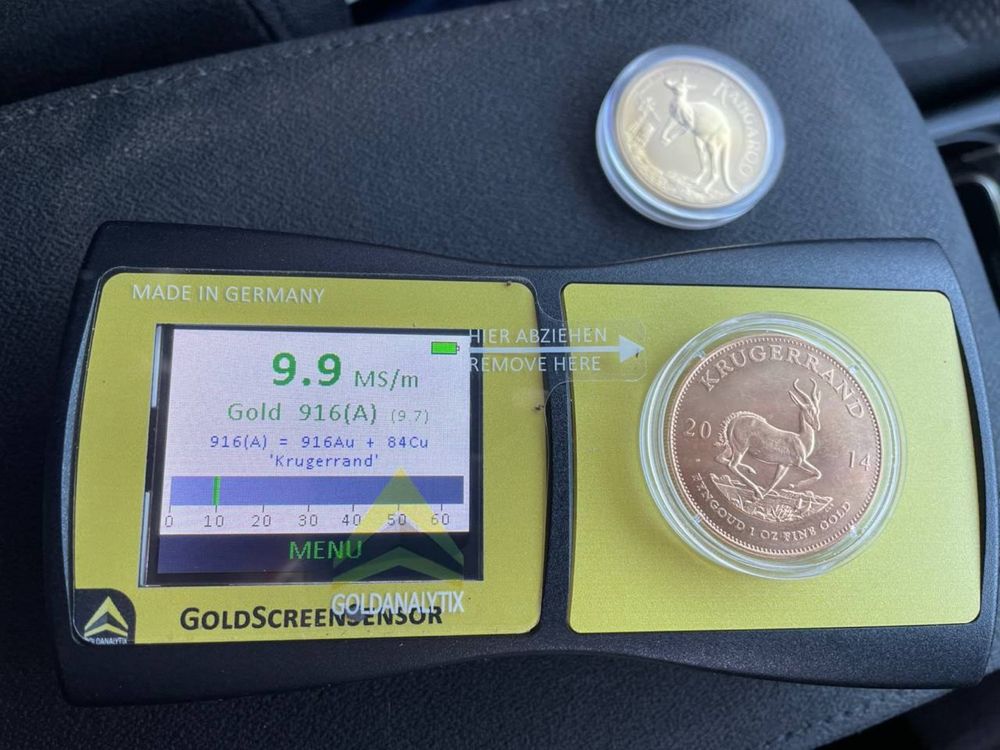 KANGAROO
MADE IN GERMANY
HIER ABZIEHEN
REMOVE HERE
9.9 MS/m
Gold 916(A) (9.7)
916(A) = 916Au + 84Cu
'Krugerrand'
0 10 20 30 40 50 60
MENU
GOLDANALYTIX
GOLDSCREENSENSOR
GOLDANALYTIX
KRUGERRAND
20 14
FYNGOUD 1 OZ FINE GOLD